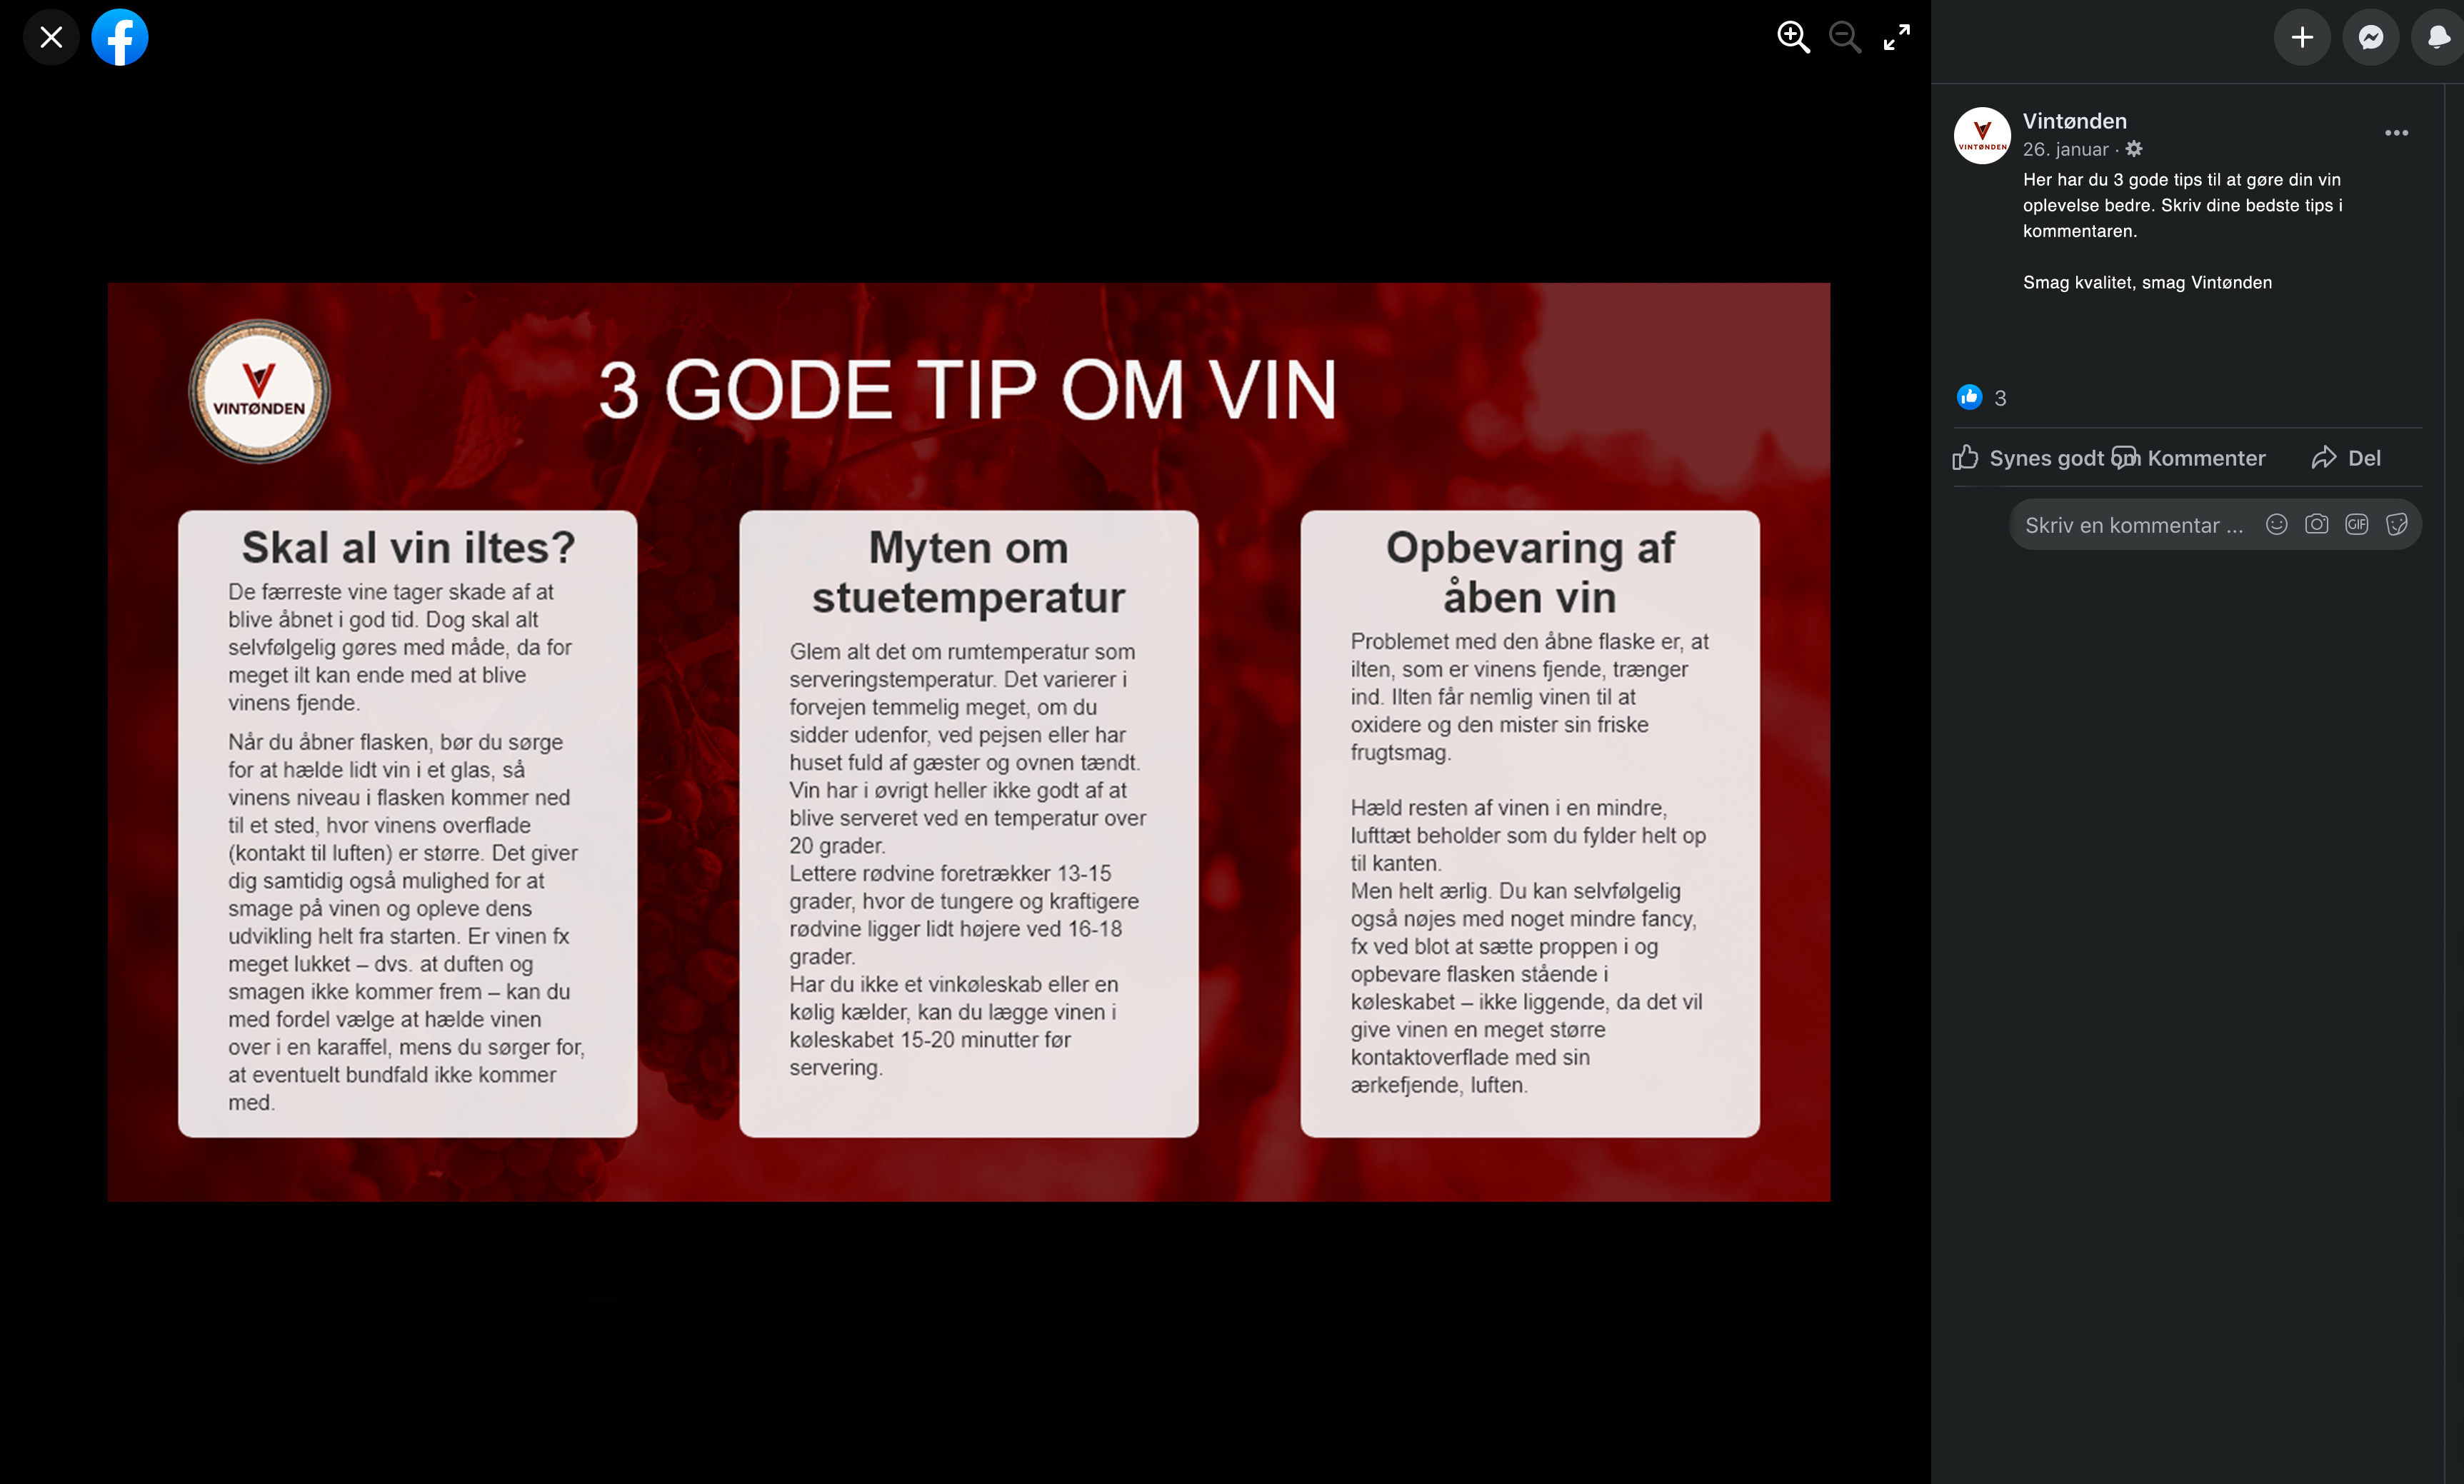 Vintønden
26. januar ·
Her har du 3 gode tips til at gøre din vin
oplevelse bedre. Skriv dine bedste tips i
kommentaren.
Smag kvalitet, smag Vintønden
3
Synes godt om
Kommenter
Del
Skriv en kommentar ...
GIF
VINTØNDEN
VINTØNDEN
3 GODE TIP OM VIN
Skal al vin iltes?
De færreste vine tager skade af at
blive åbnet i god tid. Dog skal alt
selvfølgelig gøres med måde, da for
meget ilt kan ende med at blive
vinens fjende.
Når du åbner flasken, bør du sørge
for at hælde lidt vin i et glas, så
vinens niveau i flasken kommer ned
til et sted, hvor vinens overflade
(kontakt til luften) er større. Det giver
dig samtidig også mulighed for at
smage på vinen og opleve dens
udvikling helt fra starten. Er vinen fx
meget lukket – dvs. at duften og
smagen ikke kommer frem – kan du
med fordel vælge at hælde vinen
over i en karaffel, mens du sørger for,
at eventuelt bundfald ikke kommer
med.
Myten om
stuetemperatur
Glem alt det om rumtemperatur som
serveringstemperatur. Det varierer i
forvejen temmelig meget, om du
sidder udenfor, ved pejsen eller har
huset fuld af gæster og ovnen tændt.
Vin har i øvrigt heller ikke godt af at
blive serveret ved en temperatur over
20 grader.
Lettere rødvine foretrækker 13-15
grader, hvor de tungere og kraftigere
rødvine ligger lidt højere ved 16-18
grader.
Har du ikke et vinkøleskab eller en
kølig kælder, kan du lægge vinen i
køleskabet 15-20 minutter før
servering.
Opbevaring af
åben vin
Problemet med den åbne flaske er, at
ilten, som er vinens fjende, trænger
ind. Ilten får nemlig vinen til at
oxidere og den mister sin friske
frugtsmag.
Hæld resten af vinen i en mindre,
lufttæt beholder som du fylder helt op
til kanten.
Men helt ærlig. Du kan selvfølgelig
også nøjes med noget mindre fancy,
fx ved blot at sætte proppen i og
opbevare flasken stående i
køleskabet – ikke liggende, da det vil
give vinen en meget større
kontaktoverflade med sin
ærkefjende, luften.